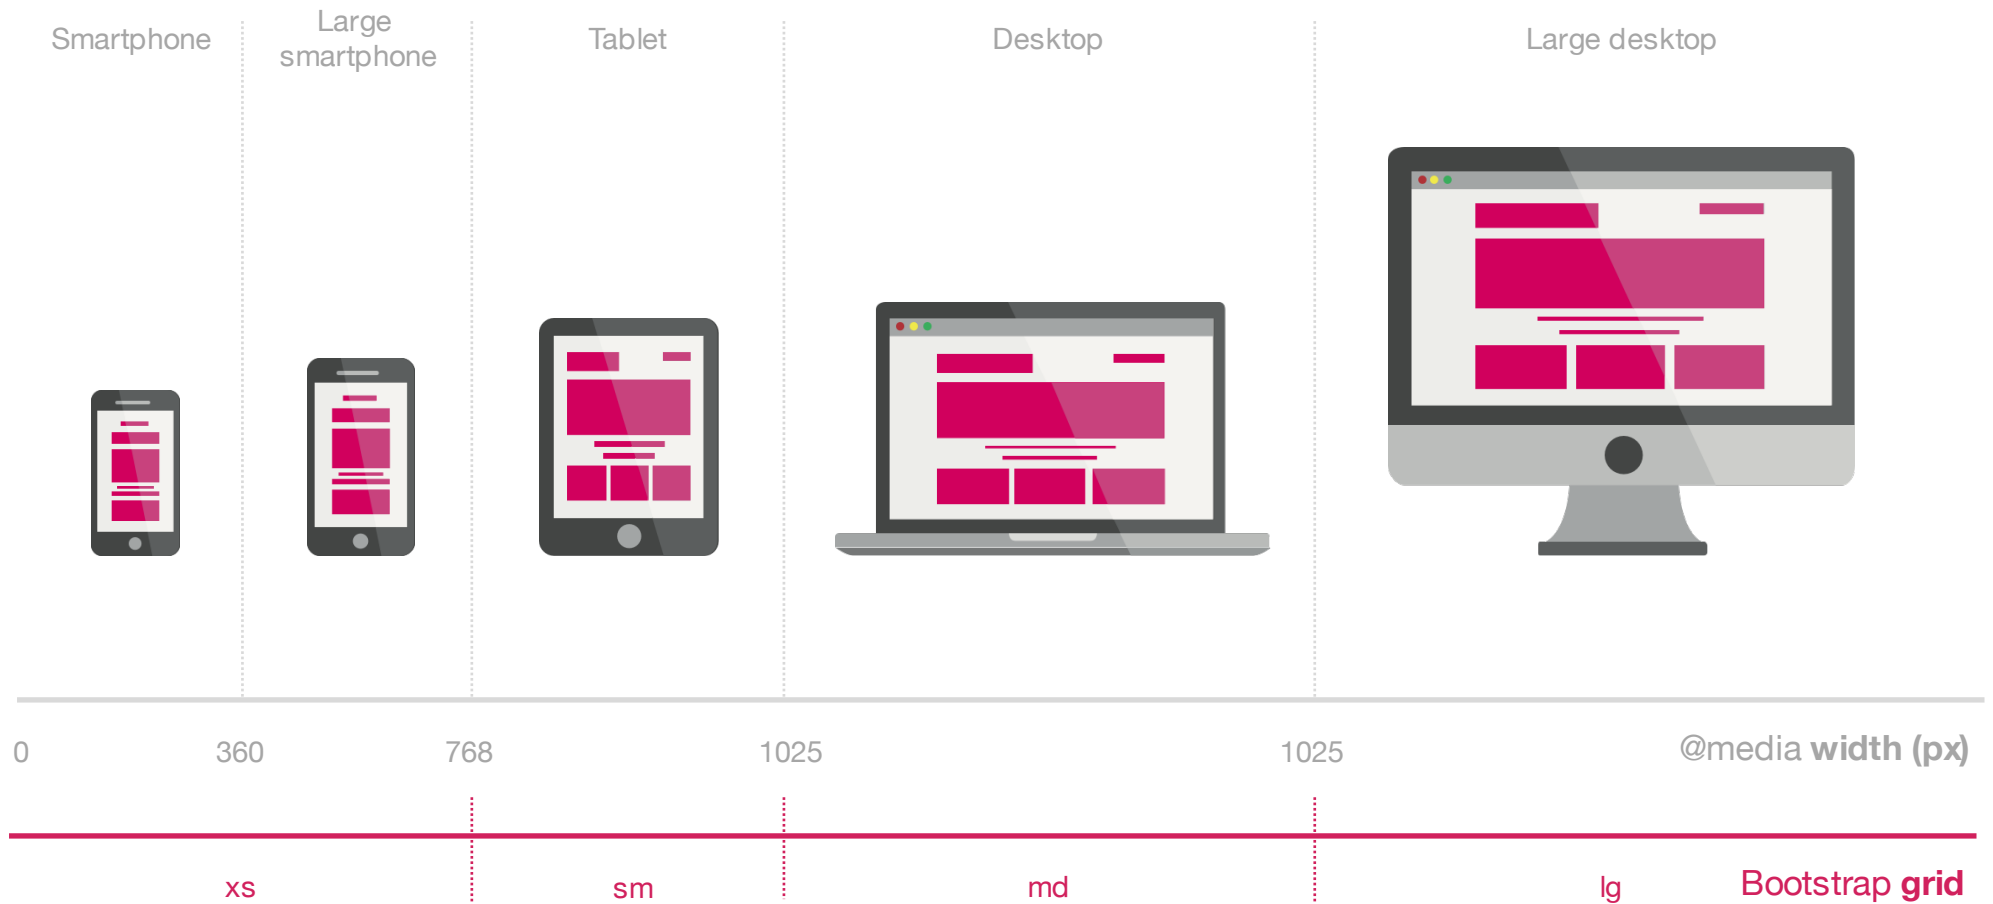 Smartphone
Large
smartphone
Tablet
Desktop
Large desktop
0
360
768
1025
1025
@media width (px)
xs
sm
md
lg
Bootstrap grid